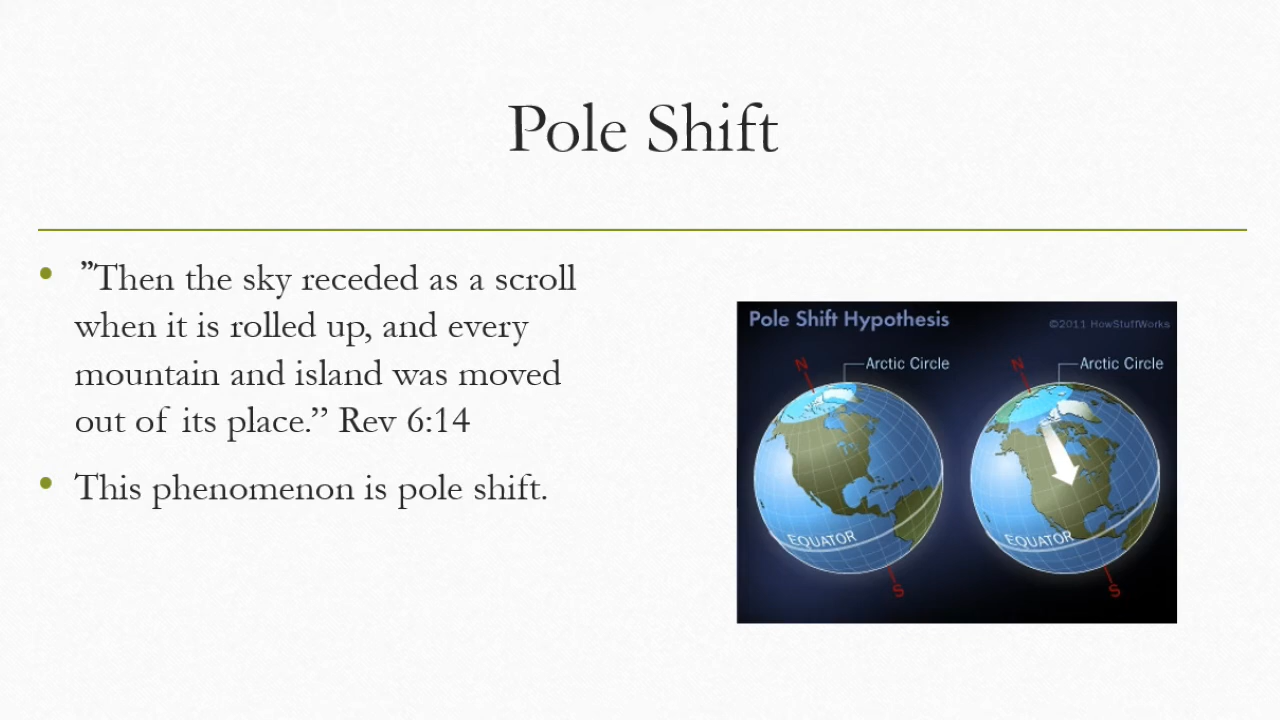 Pole Shift
• ”Then the sky receded as a scroll
when it is rolled up, and every
mountain and island was moved
out of its place.” Rev 6:14
• This phenomenon is pole shift.
Pole Shift Hypothesis
©2011 HowStuffWorks
N
Arctic Circle
N
Arctic Circle
EQUATOR
EQUATOR
S
S